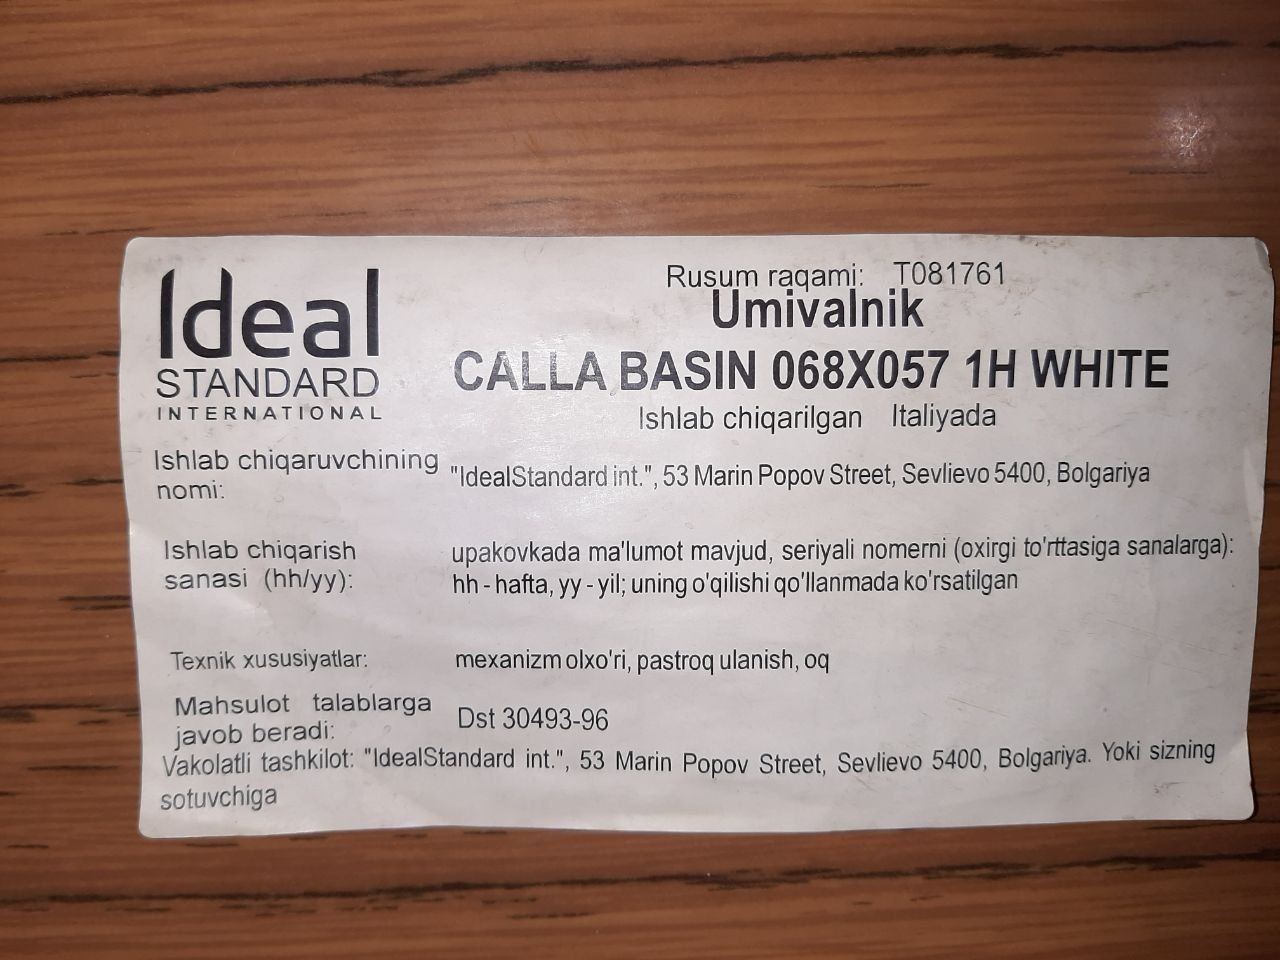 Ideal
STANDARD
INTERNATIONAL
Rusum raqami: T081761
Umivalnik
CALLA BASIN 068X057 1H WHITE
Ishlab chiqarilgan Italiyada
Ishlab chiqaruvchining
nomi:
"IdealStandard int.", 53 Marin Popov Street, Sevlievo 5400, Bolgariya
Ishlab chiqarish
sanasi (hh/yy):
upakovkada ma'lumot mavjud, seriyali nomerni (oxirgi to'rttasiga sanalarga):
hh - hafta, yy - yil; uning o'qilishi qo'llanmada ko'rsatilgan
Texnik xususiyatlar:
mexanizm olxo'ri, pastroq ulanish, oq
Mahsulot talablarga
javob beradi:
Dst 30493-96
Vakolatli tashkilot: "IdealStandard int.", 53 Marin Popov Street, Sevlievo 5400, Bolgariya. Yoki sizning
sotuvchiga